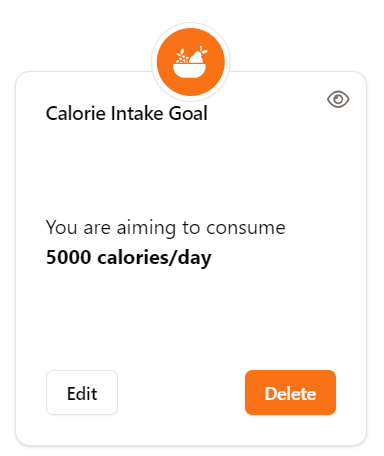 Calorie Intake Goal
You are aiming to consume
5000 calories/day
Edit
Delete